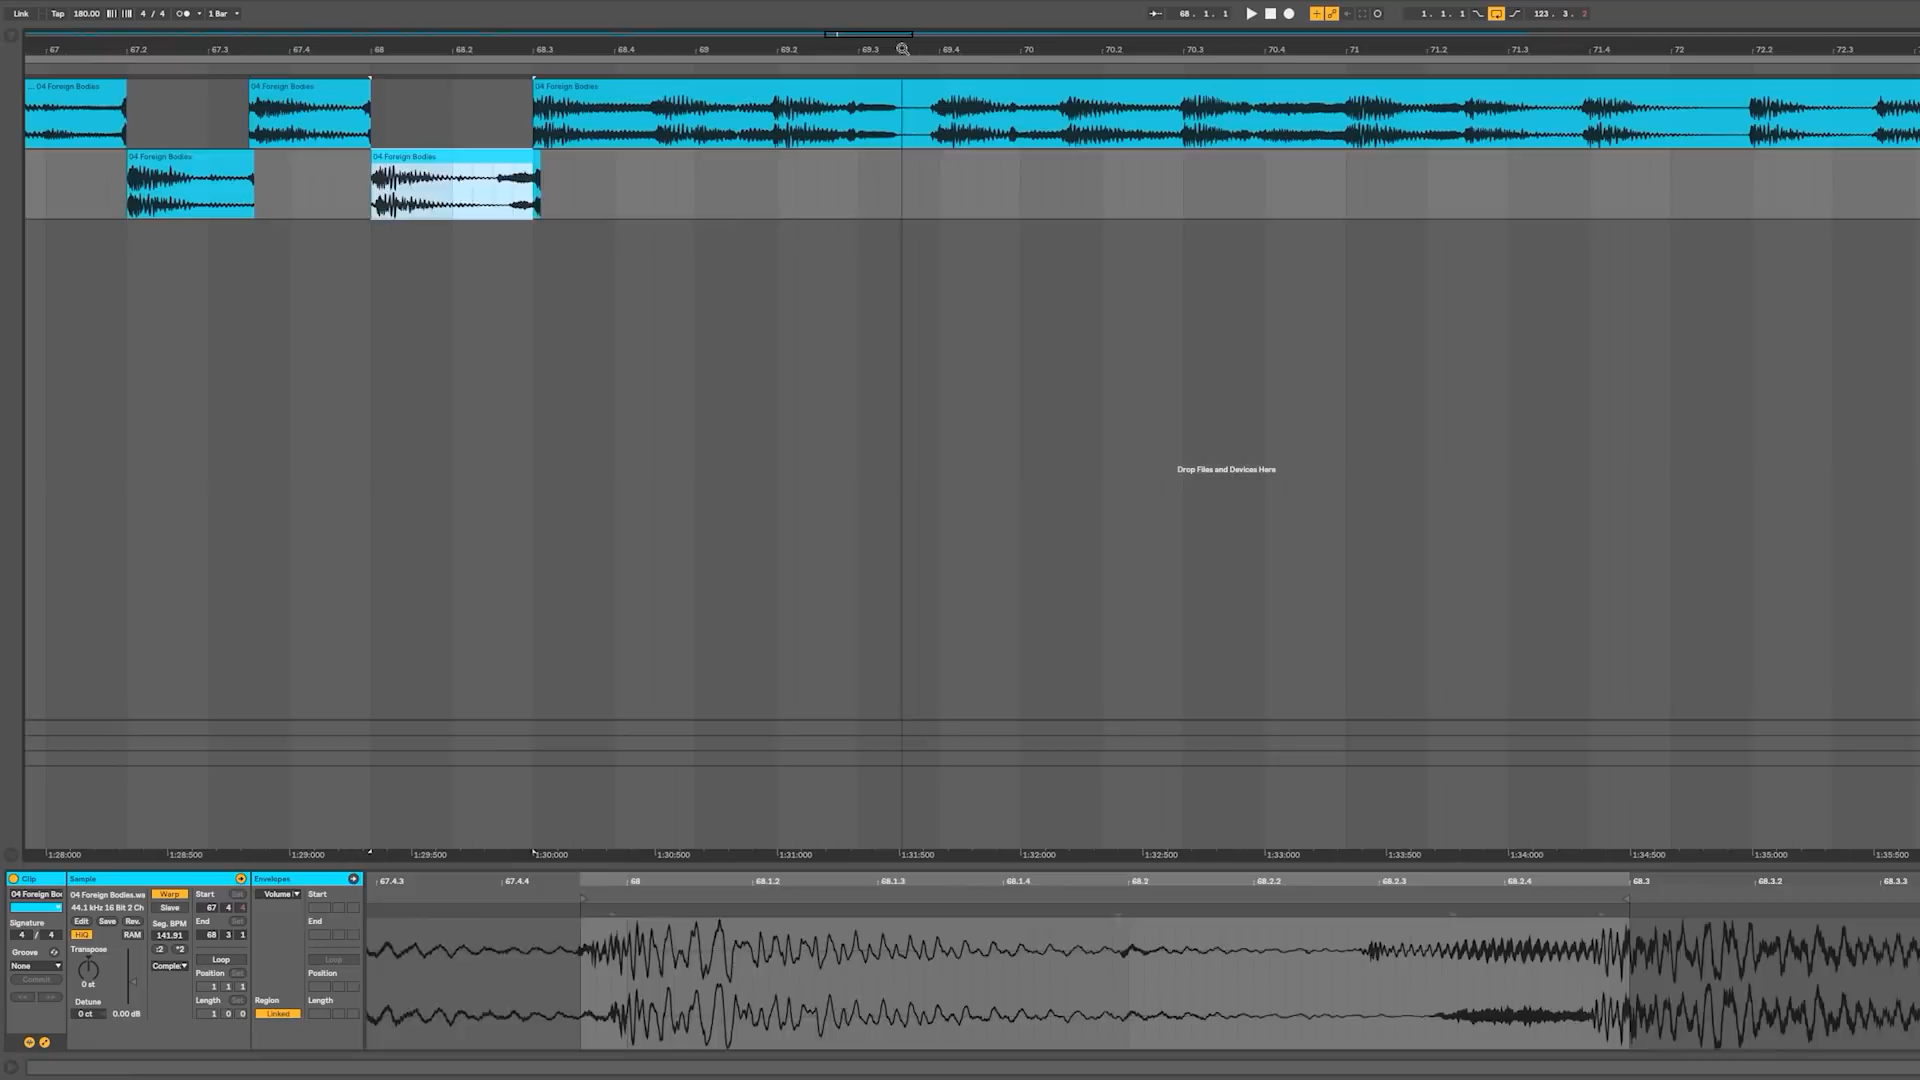 Link Tap 180.00 4 / 4 1 Bar 68 . 1 . 1 1 . 1 . 1 123 . 3 . 2
67 67.2 67.3 67.4 68 68.2 68.3 68.4 69 69.2 69.3 69.4 70 70.2 70.3 70.4 71 71.2 71.3 71.4 72 72.2 72.3
... 04 Foreign Bodies 04 Foreign Bodies 04 Foreign Bodies
04 Foreign Bodies 04 Foreign Bodies
Drop Files and Devices Here
1:28:000 1:28:500 1:29:000 1:29:500 1:30:000 1:30:500 1:31:000 1:31:500 1:32:000 1:32:500 1:33:000 1:33:500 1:34:000 1:34:500 1:35:000 1:35:500
Clip Sample Envelopes 67.4.3 67.4.4 68 68.1.2 68.1.3 68.1.4 68.2 68.2.2 68.2.3 68.2.4 68.3 68.3.2 68.3.3
04 Foreign Bod 04 Foreign Bodies.wa Warp Start Set Volume Start
44.1 kHz 16 Bit 2 Ch Slave 67 4 4
Signature Edit Save Rev. Seg. BPM End Set End
4 / 4 HiQ RAM 141.91 68 3 1
Groove Transpose :2 *2 Loop Loop
None Comple: Position Set Position
Commit 0 st 1 1 1
<< >> Detune Length Set Region Length
0 ct 0.00 dB 1 0 0 Linked